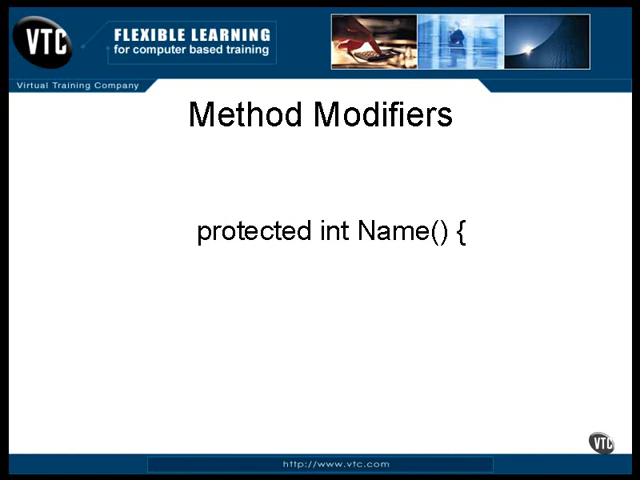 VTC
FLEXIBLE LEARNING
for computer based training
Virtual Training Company
Method Modifiers
protected int Name() {
VTC
http://www.vtc.com